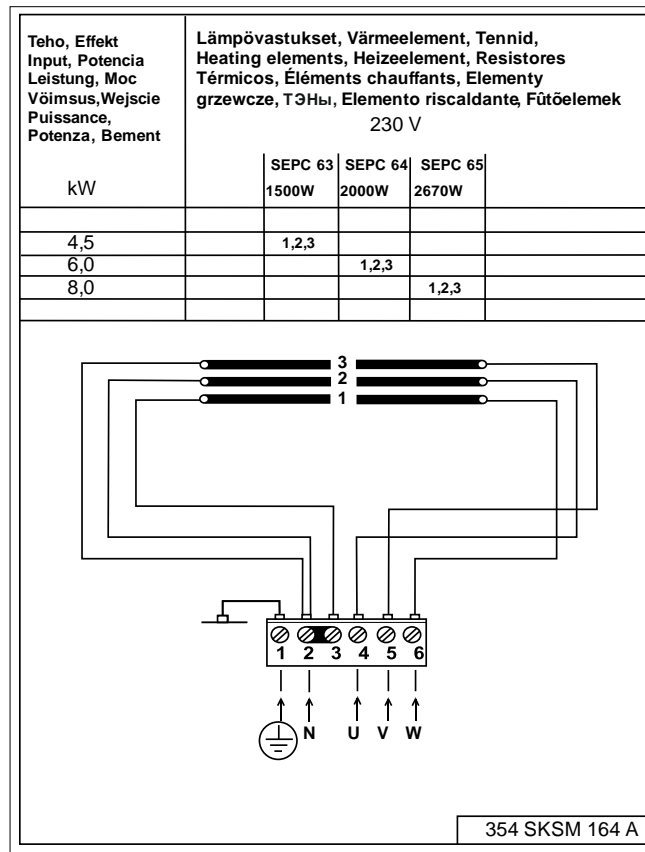 Teho, Effekt
Input, Potencia
Leistung, Moc
Vöimsus,Wejscie
Puissance,
Potenza, Bement
kW
Lämpövastukset, Värmeelement, Tennid,
Heating elements, Heizeelement, Resistores
Térmicos, Éléments chauffants, Elementy
grzewcze, ТЭНы, Elemento riscaldante, Fûtõelemek
230 V
SEPC 63 SEPC 64 SEPC 65
1500W 2000W 2670W
4,5 1,2,3
6,0 1,2,3
8,0 1,2,3
3
2
1
1 2 3 4 5 6
N U V W
354 SKSM 164 A